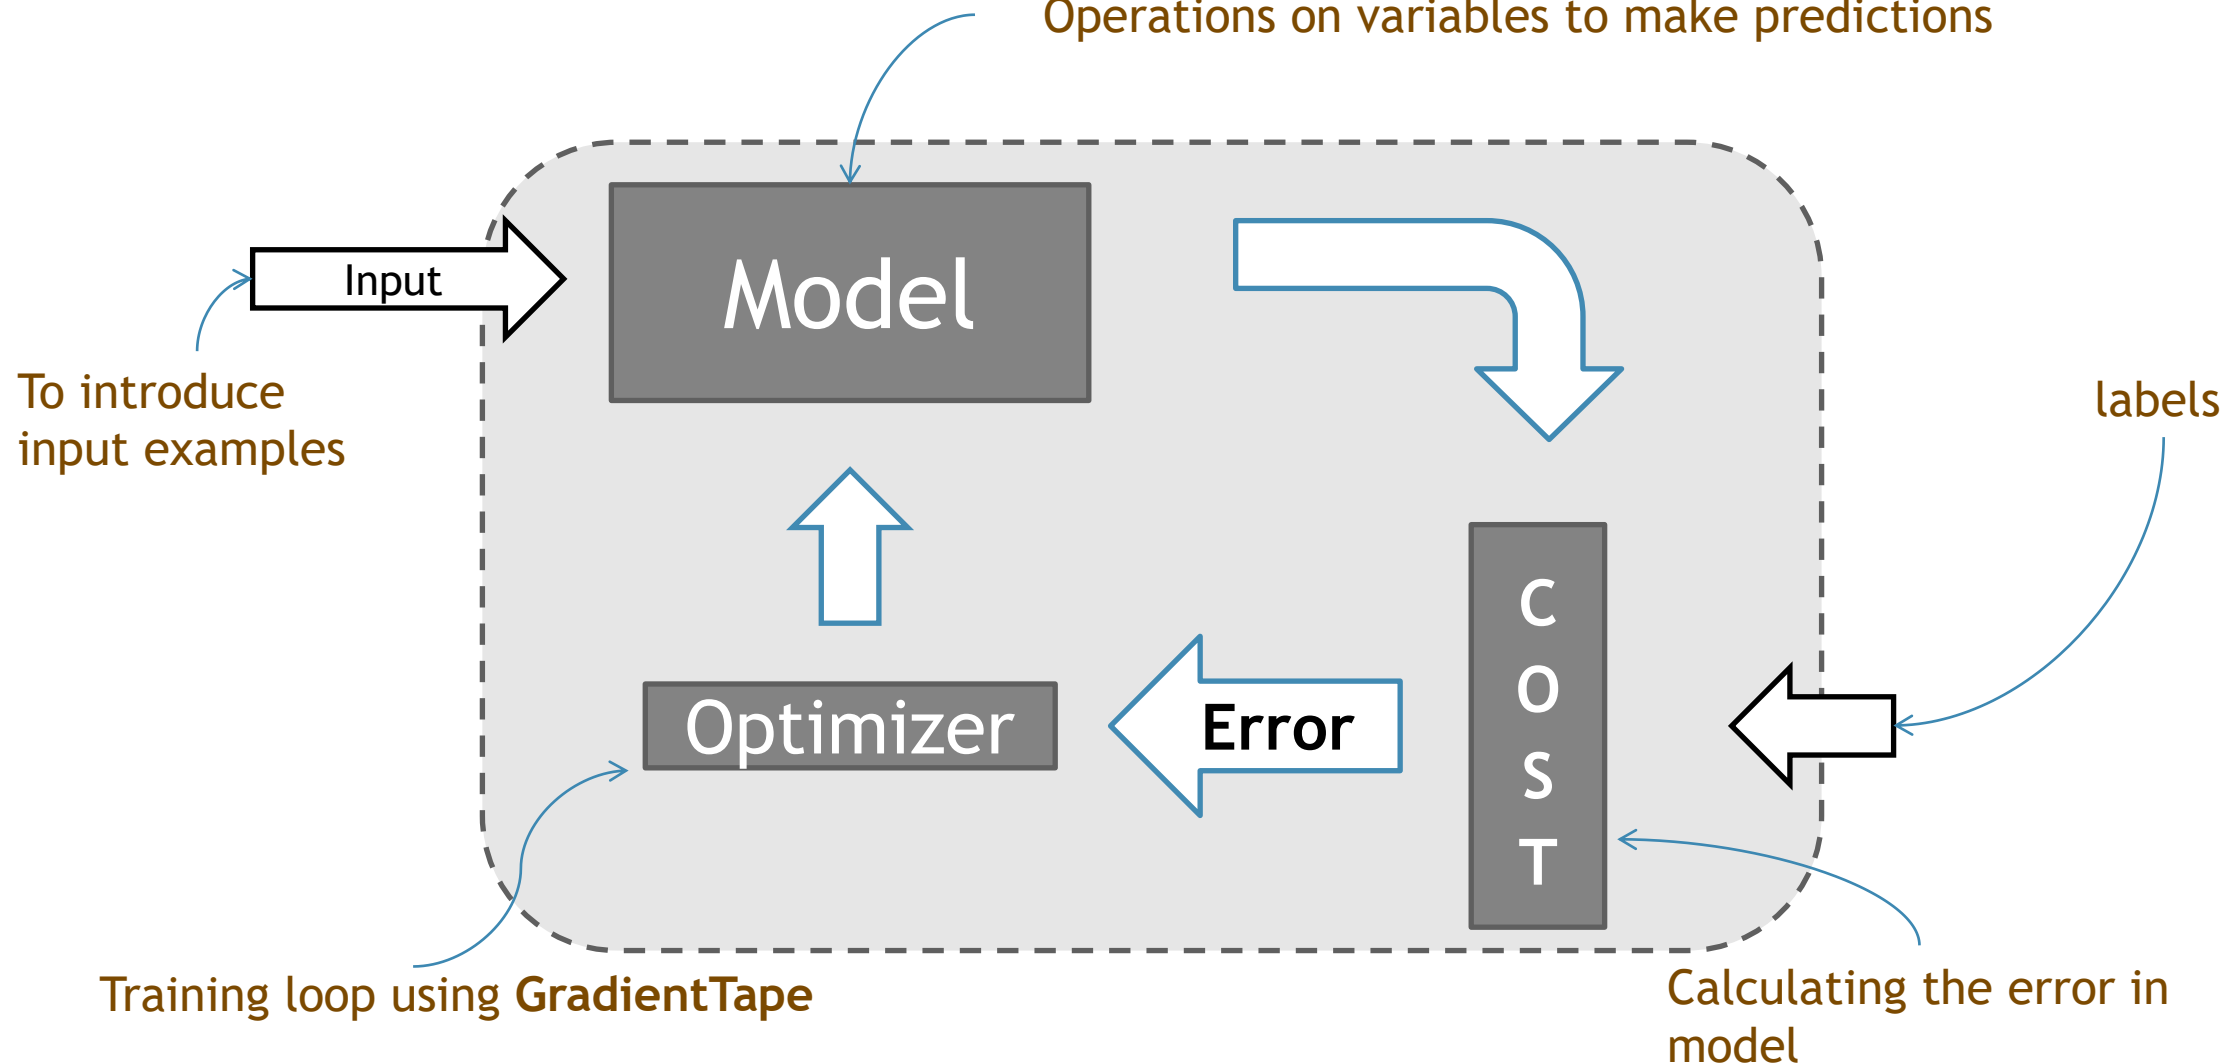 Operations on variables to make predictions
Model
Input
To introduce
input examples
labels
C
O
S
T
Error
Optimizer
Training loop using GradientTape
Calculating the error in
model